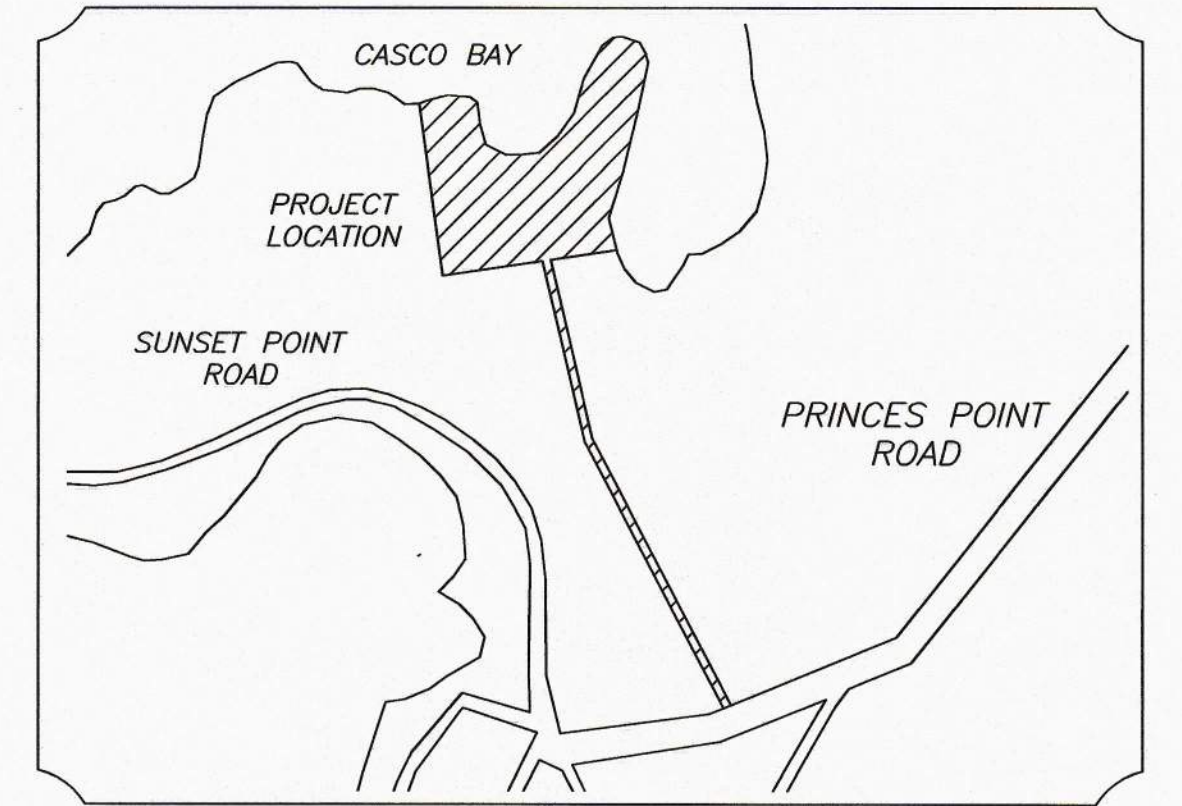 CASCO BAY
PROJECT
LOCATION
SUNSET POINT
ROAD
PRINCES POINT
ROAD